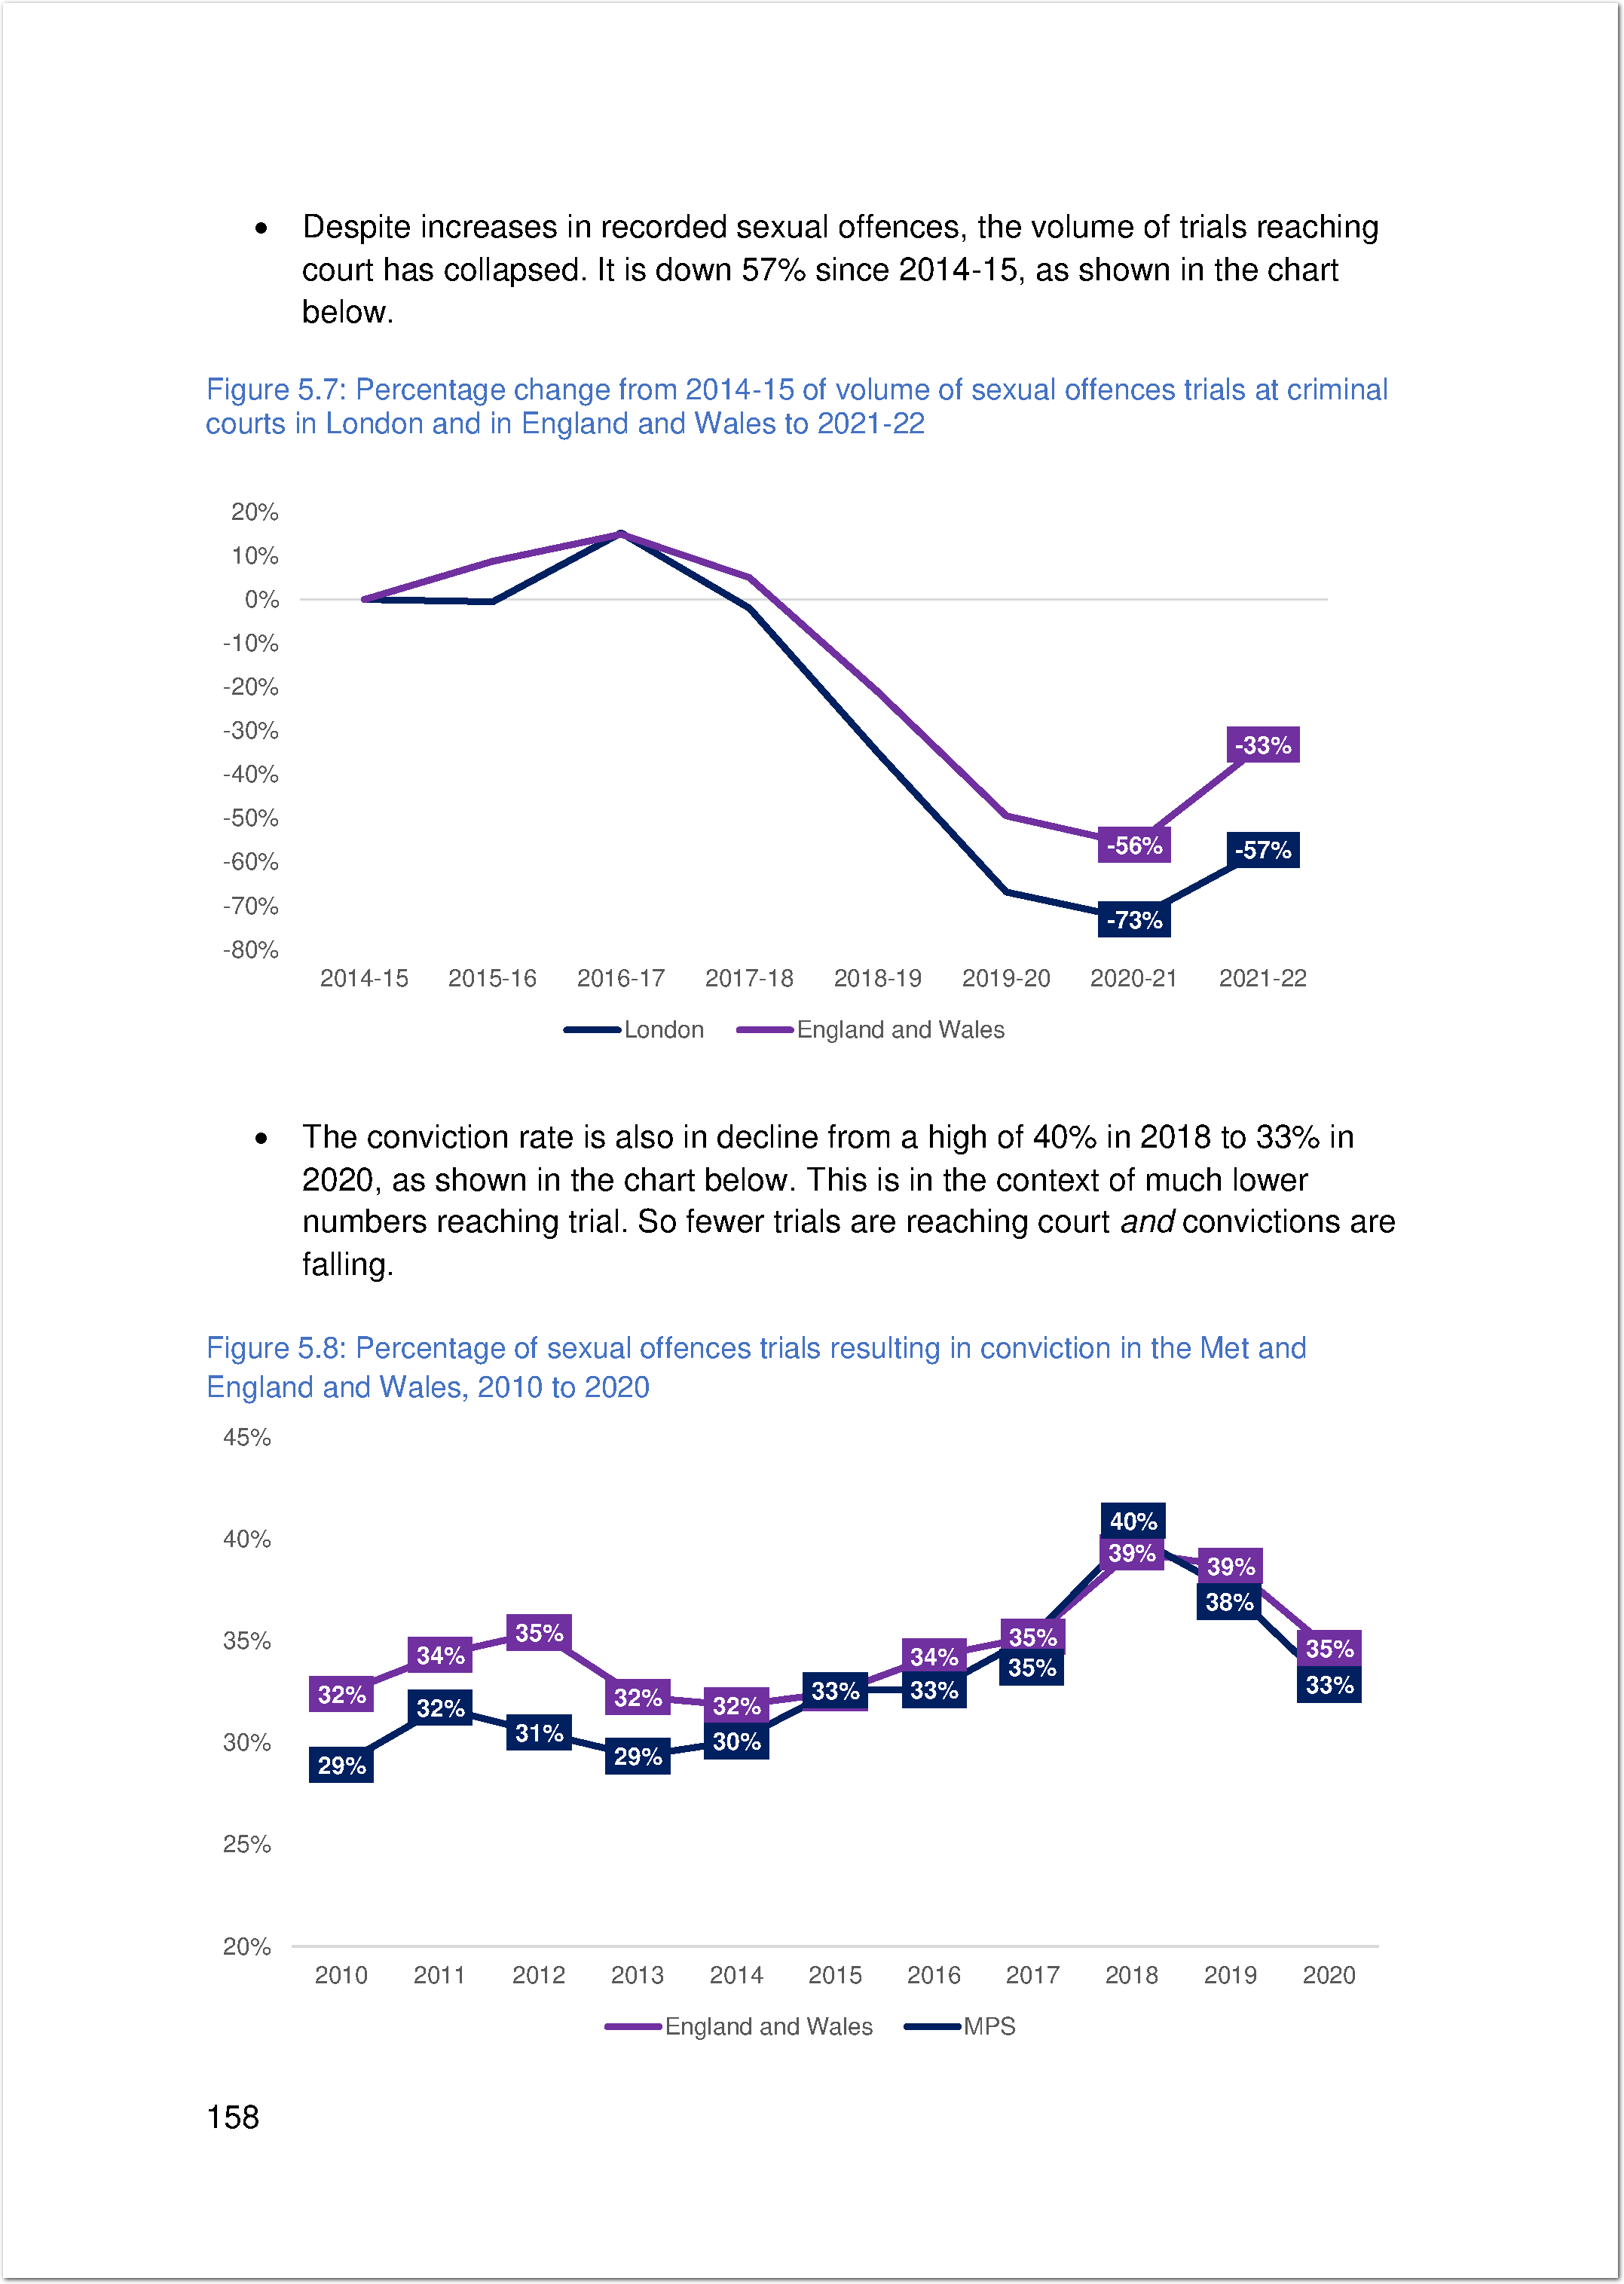 • Despite increases in recorded sexual offences, the volume of trials reaching
court has collapsed. It is down 57% since 2014-15, as shown in the chart
below.
Figure 5.7: Percentage change from 2014-15 of volume of sexual offences trials at criminal
courts in London and in England and Wales to 2021-22
20%
10%
0%
-10%
-20%
-30%
-40%
-50%
-60%
-70%
-80%
-33%
-56%
-57%
-73%
2014-15 2015-16 2016-17 2017-18 2018-19 2019-20 2020-21 2021-22
London England and Wales
• The conviction rate is also in decline from a high of 40% in 2018 to 33% in
2020, as shown in the chart below. This is in the context of much lower
numbers reaching trial. So fewer trials are reaching court and convictions are
falling.
Figure 5.8: Percentage of sexual offences trials resulting in conviction in the Met and
England and Wales, 2010 to 2020
45%
40%
35%
30%
25%
20%
32% 34% 35% 32% 32% 34% 35% 39% 39% 35%
29% 32% 31% 29% 30% 33% 33% 35% 40% 38% 33%
2010 2011 2012 2013 2014 2015 2016 2017 2018 2019 2020
England and Wales MPS
158